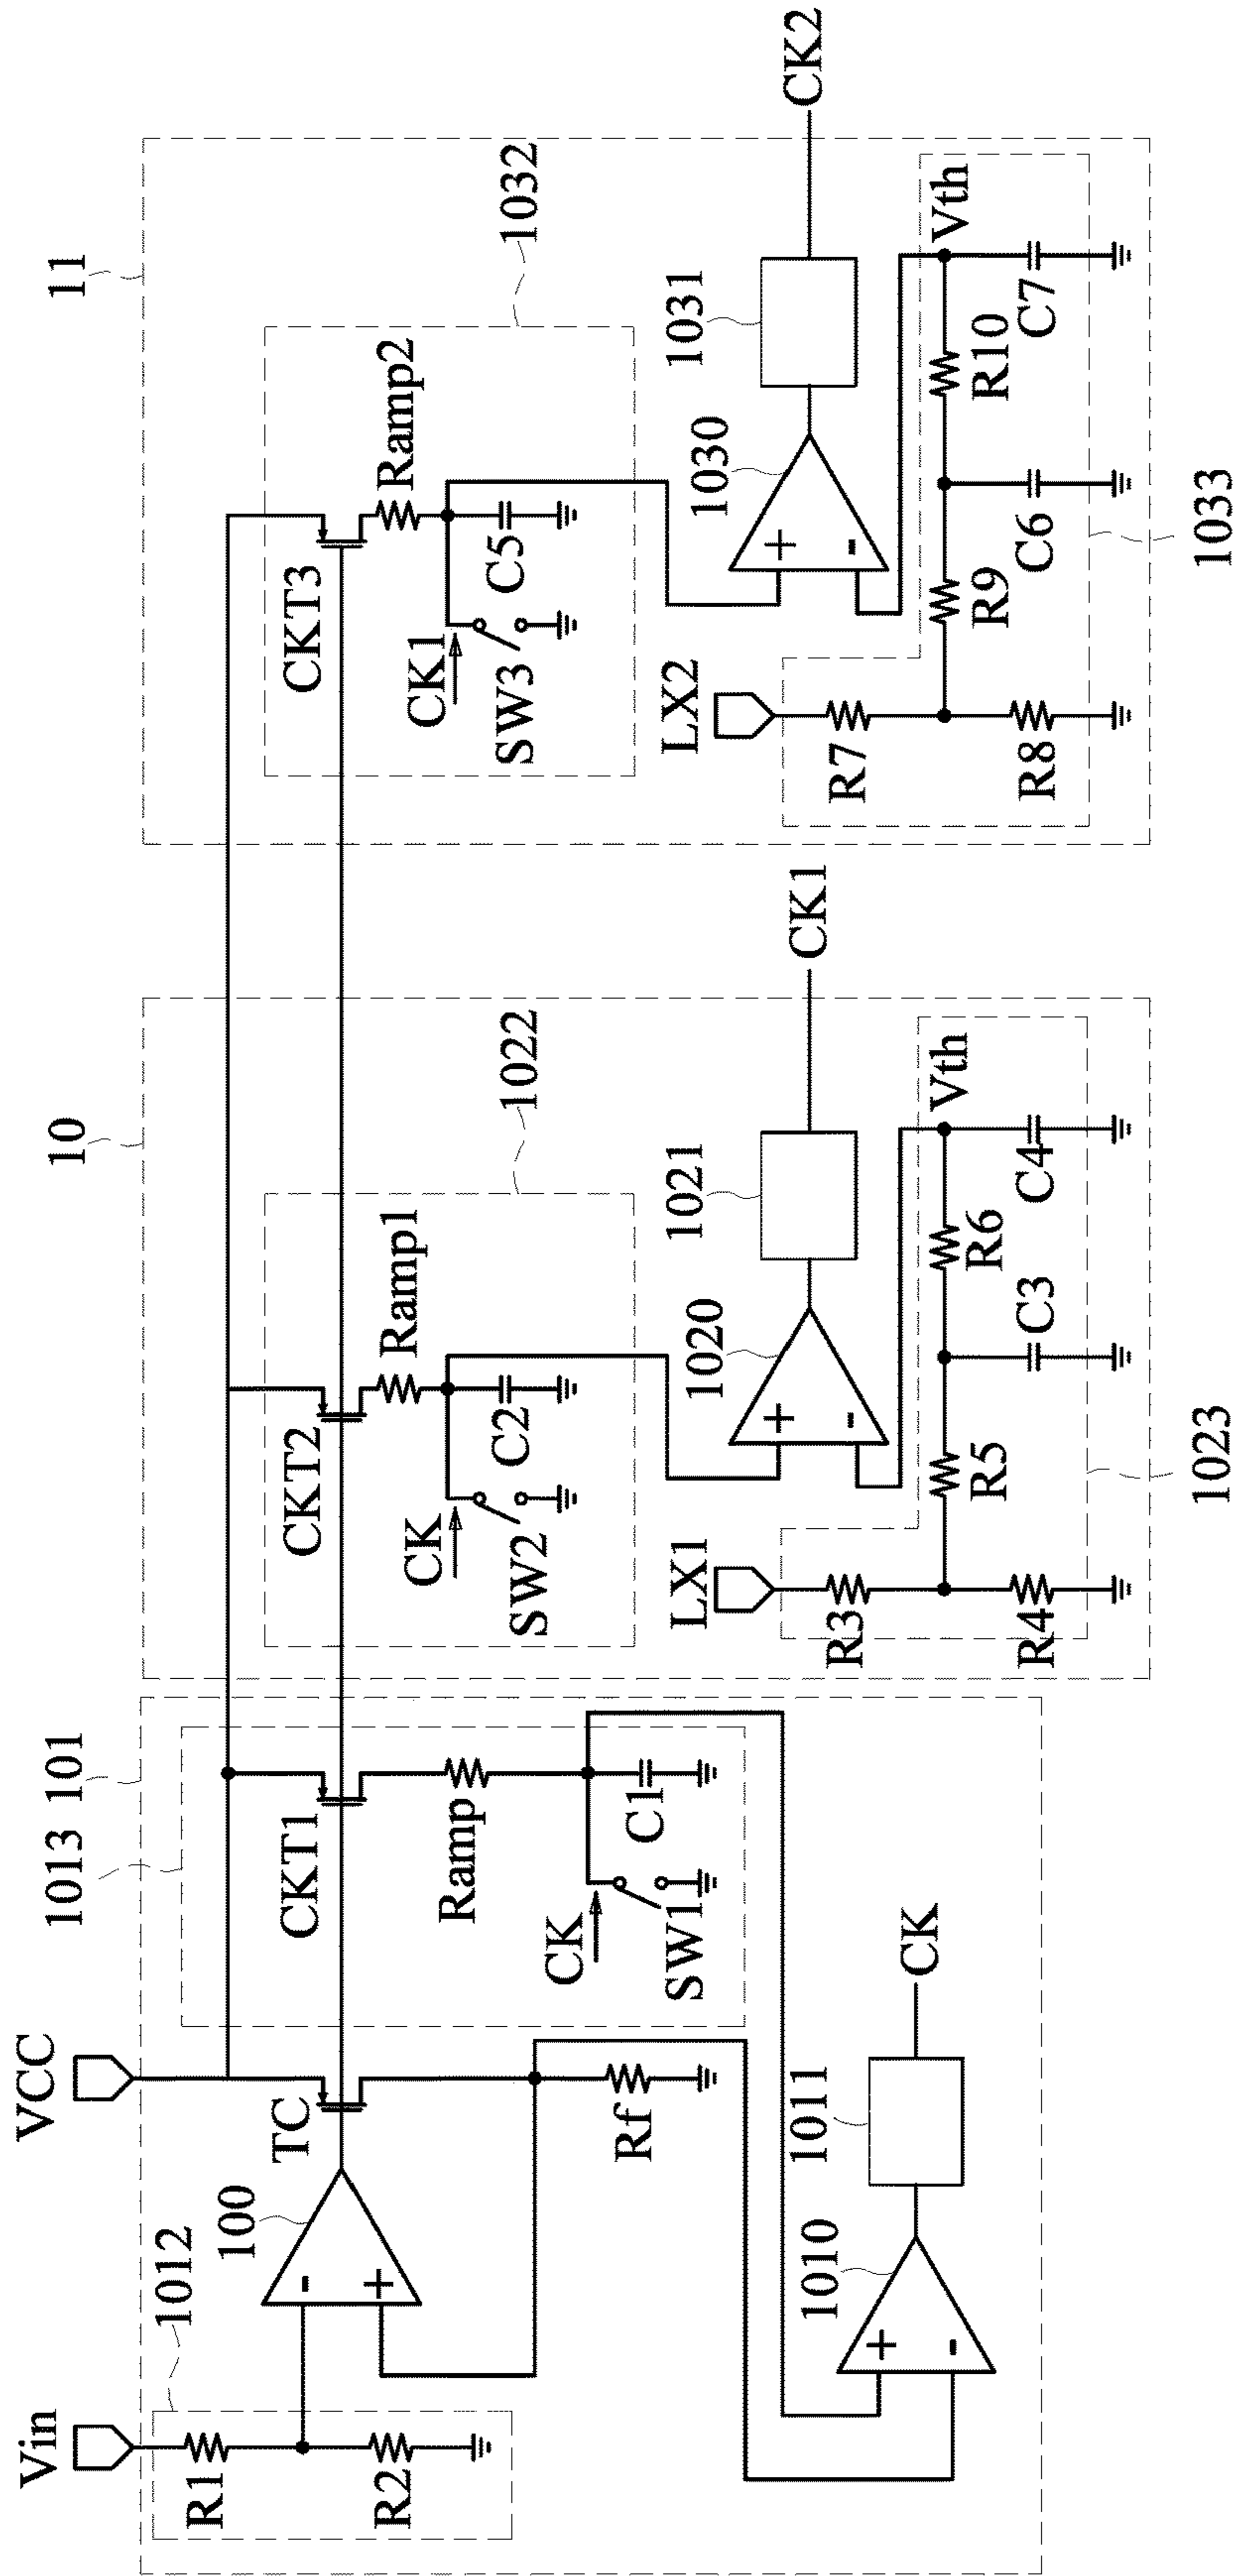 Vin
R1
R2
1012
100
VCC
TC
Rf
1013
101
CKT1
Ramp
C1
CK
SW1
1010
1011
CK
-
+
+
-
10
1022
CKT2
Ramp1
C2
CK
SW2
1020
1021
CK1
+
-
LX1
R3
R4
R5
C3
R6
C4
Vth
1023
11
1032
CKT3
Ramp2
C5
CK1
SW3
1030
1031
CK2
+
-
LX2
R7
R8
R9
C6
R10
C7
Vth
1033